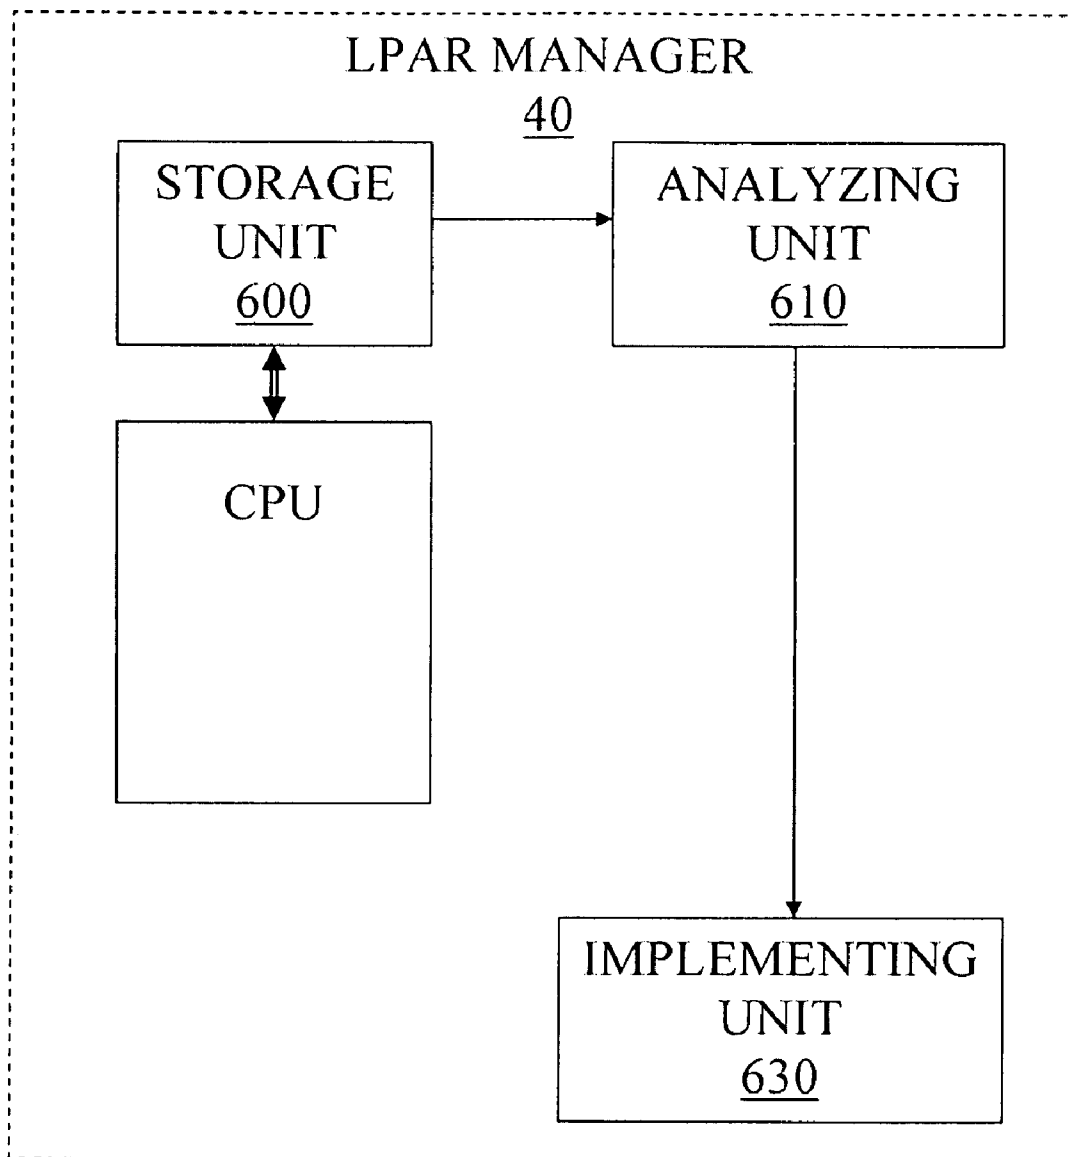 LPAR MANAGER
40
STORAGE
UNIT
600
ANALYZING
UNIT
610
CPU
IMPLEMENTING
UNIT
630